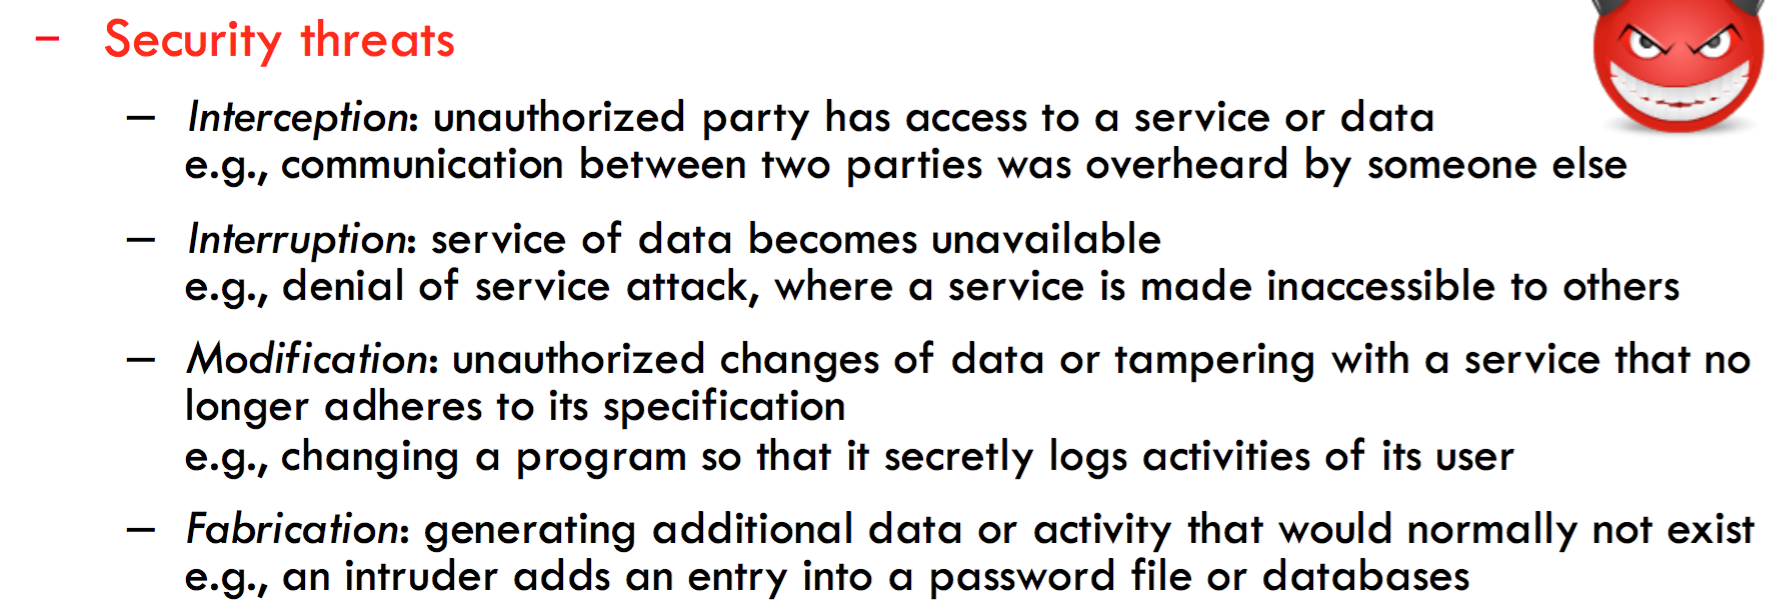 – Security threats
– Interception: unauthorized party has access to a service or data
e.g., communication between two parties was overheard by someone else
– Interruption: service of data becomes unavailable
e.g., denial of service attack, where a service is made inaccessible to others
– Modification: unauthorized changes of data or tampering with a service that no
longer adheres to its specification
e.g., changing a program so that it secretly logs activities of its user
– Fabrication: generating additional data or activity that would normally not exist
e.g., an intruder adds an entry into a password file or databases